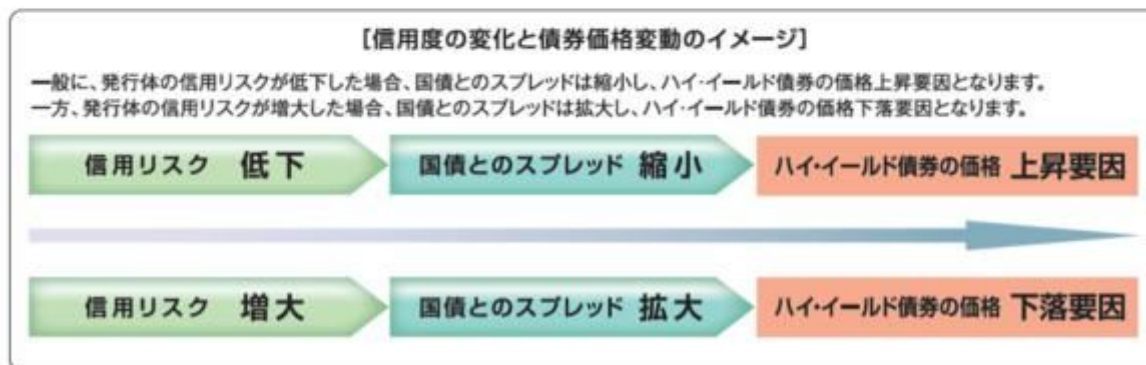 [信用度の変化と債券価格変動のイメージ]
一般に、発行体の信用リスクが低下した場合、国債とのスプレッドは縮小し、ハイ・イールド債券の価格上昇要因となります。
一方、発行体の信用リスクが増大した場合、国債とのスプレッドは拡大し、ハイ・イールド債券の価格下落要因となります。
信用リスク 低下 国債とのスプレッド 縮小 ハイ・イールド債券の価格 上昇要因
信用リスク 増大 国債とのスプレッド 拡大 ハイ・イールド債券の価格 下落要因